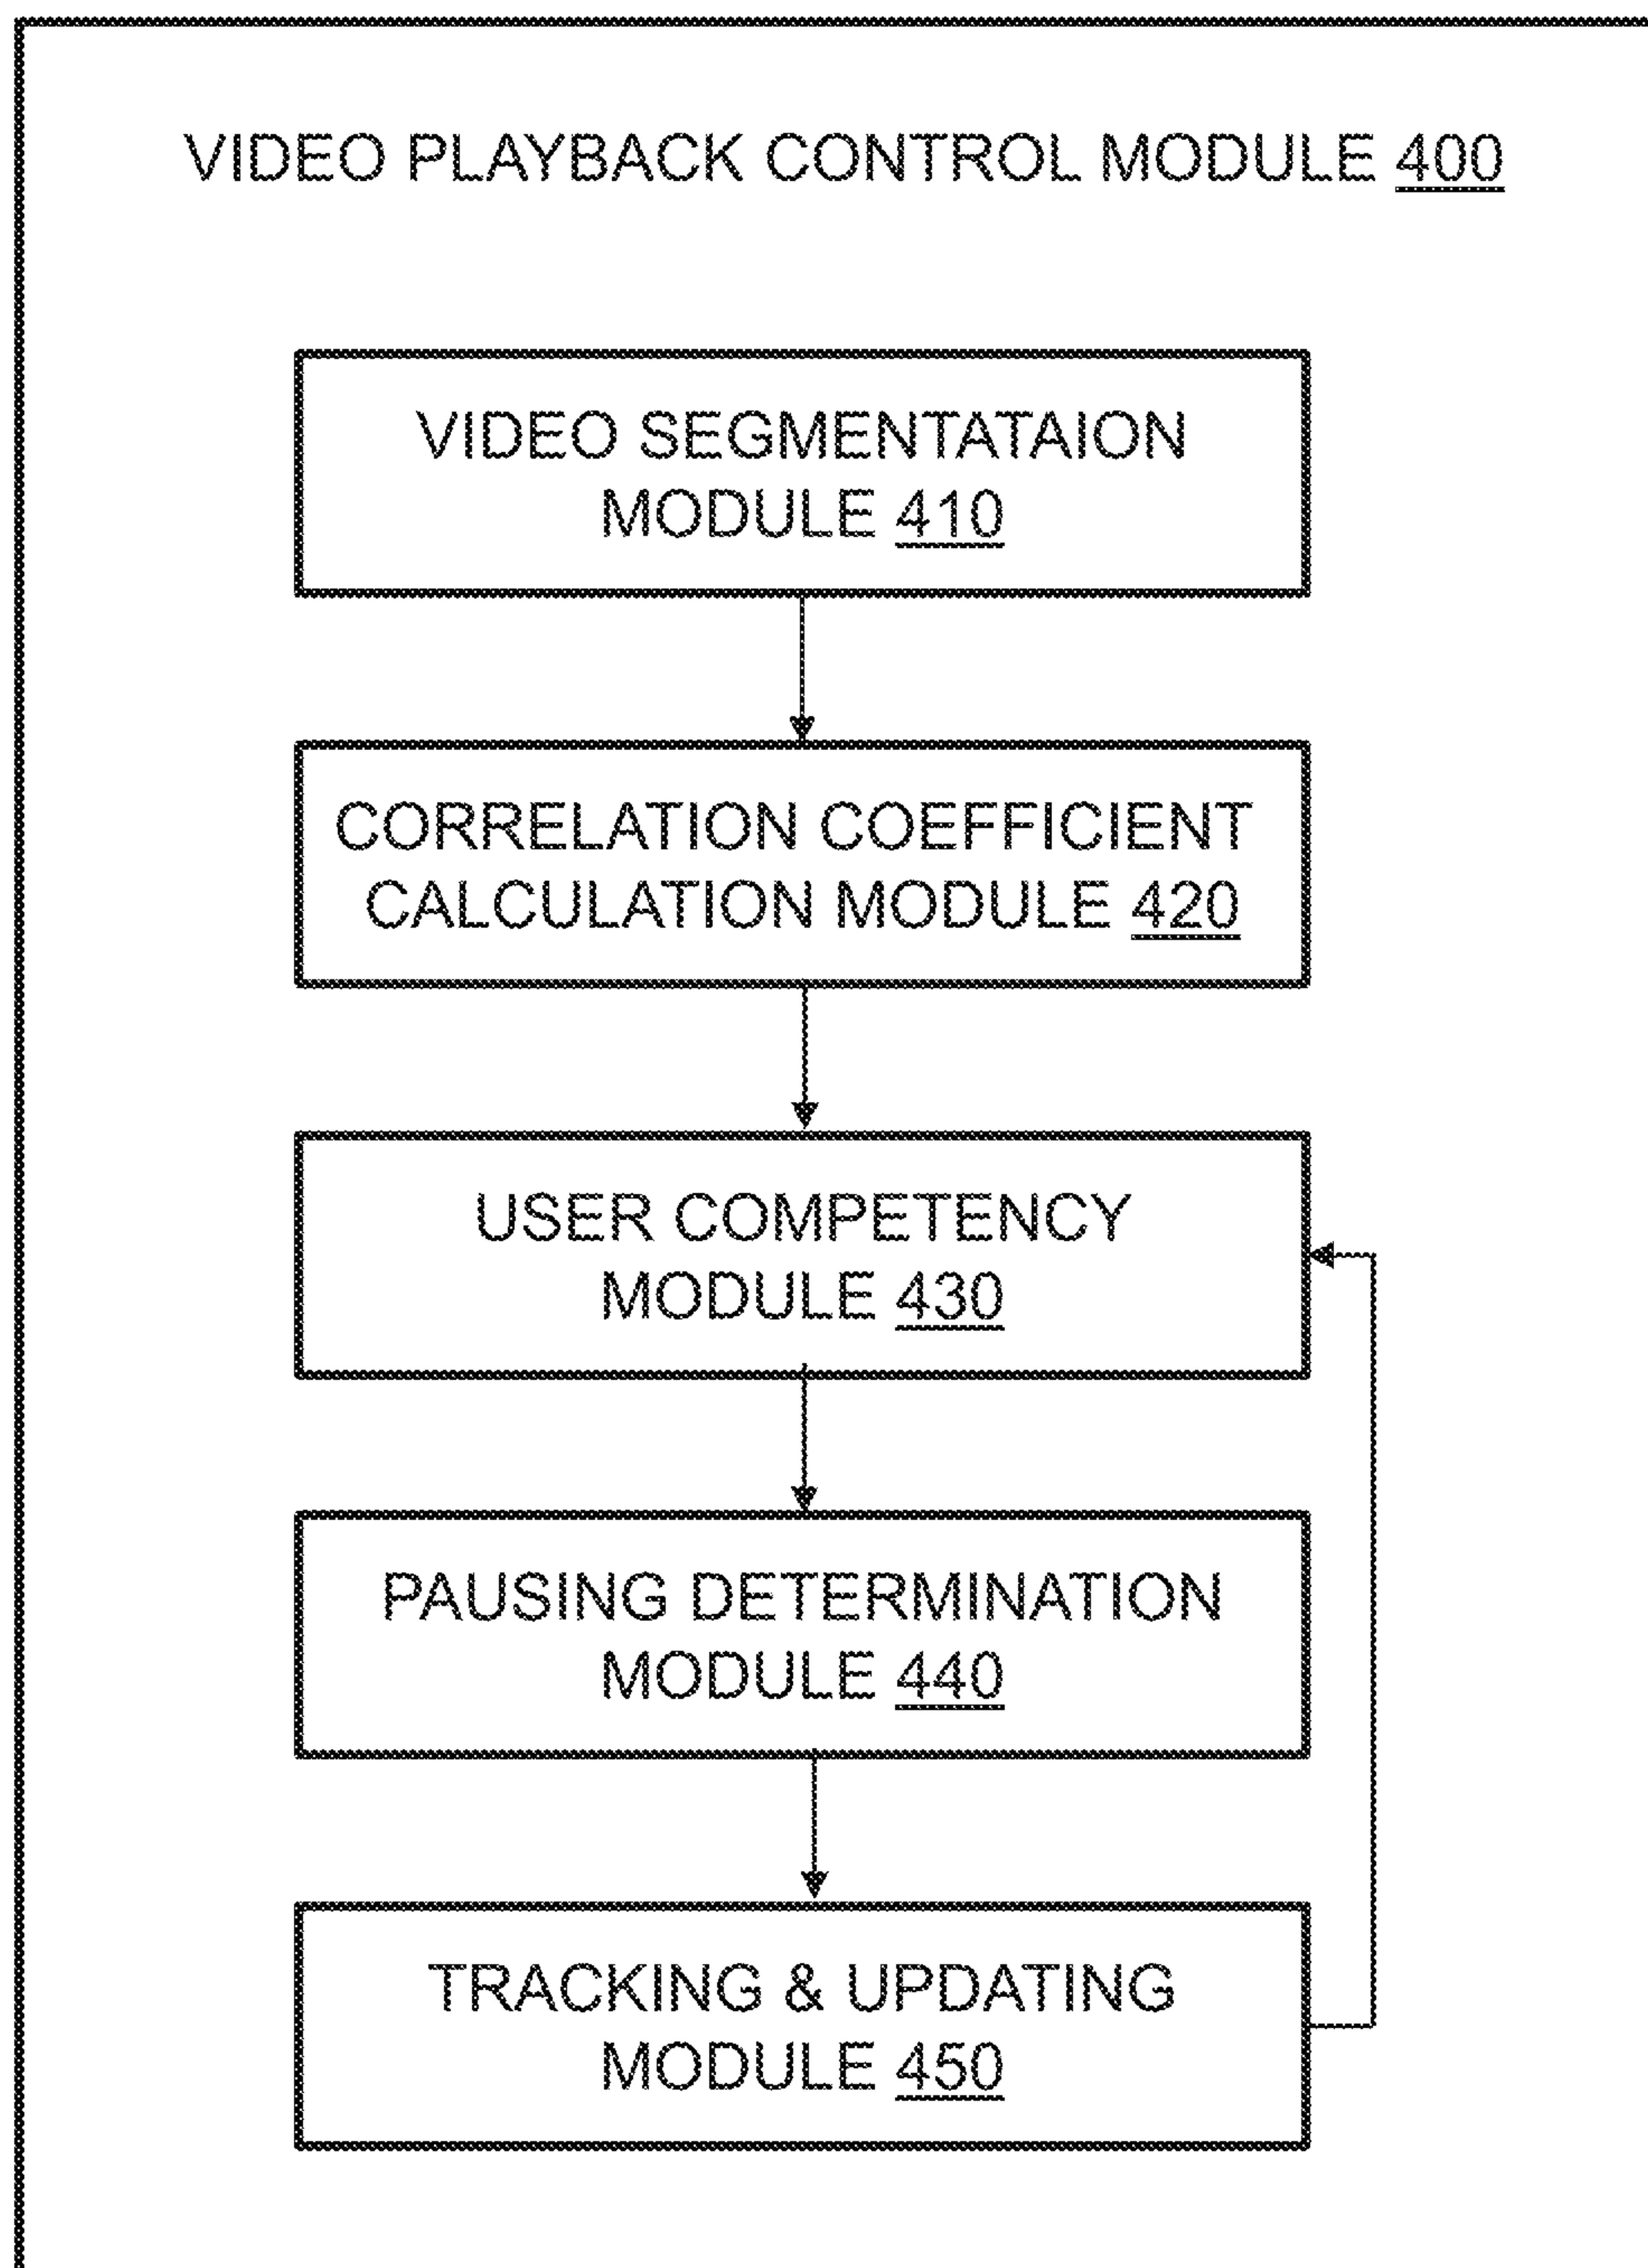 VIDEO PLAYBACK CONTROL MODULE 400
VIDEO SEGMENTATAION
MODULE 410
CORRELATION COEFFICIENT
CALCULATION MODULE 420
USER COMPETENCY
MODULE 430
PAUSING DETERMINATION
MODULE 440
TRACKING & UPDATING
MODULE 450